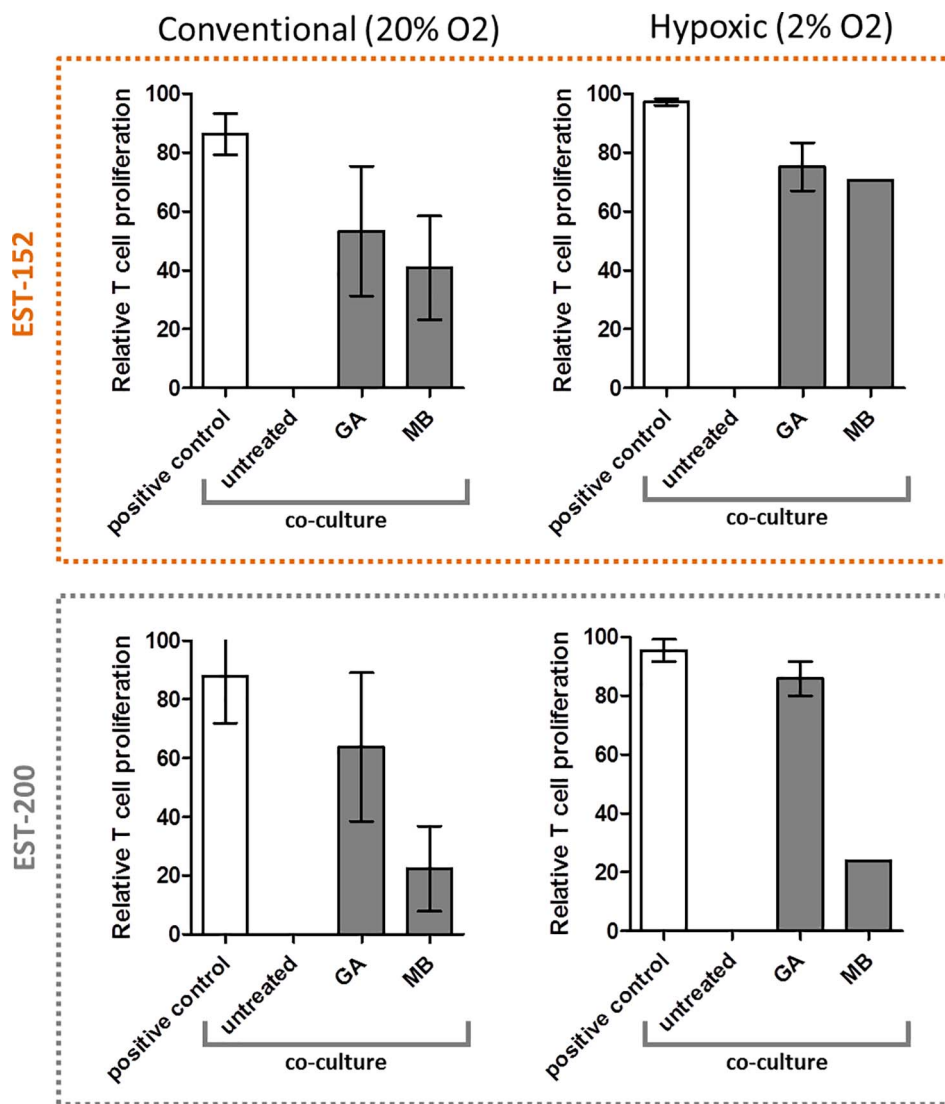 Conventional (20% O2)
Hypoxic (2% O2)
EST-152
Relative T cell proliferation
100
80
60
40
20
0
positive control
untreated
GA
MB
co-culture
Relative T cell proliferation
100
80
60
40
20
0
positive control
untreated
GA
MB
co-culture
EST-200
Relative T cell proliferation
100
80
60
40
20
0
positive control
untreated
GA
MB
co-culture
Relative T cell proliferation
100
80
60
40
20
0
positive control
untreated
GA
MB
co-culture